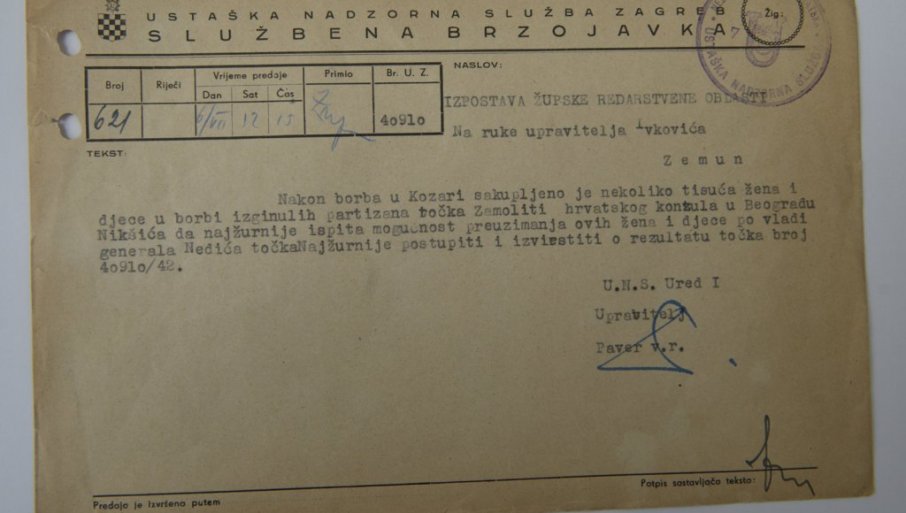 USTAŠKA NADZORNA SLUŽBA ZAGREB
SLUŽBENA BRZOJAVKA
Žig:
NASLOV:
Broj Riječi Vrijeme predaje Primio Br. U. Z.
Dan Sat Čas
621 6/VII 12 15 4o91o
IZPOSTAVA ŽUPSKE REDARSTVENE OBLASTI
Na ruke upravitelja Ivkovića
Zemun
TEKST:
Nakon borba u Kozari sakupljeno je nekoliko tisuća žena i
djece u borbi izginulih partizana točka Zamoliti hrvatskog konzula u Beogradu
Nikšića da najžurnije ispita mogućnost preuzimanja ovih žena i djece po vladi
generala Nedića točkaNajžurnije postupiti i izviestiti o rezultatu točka broj
4o91o/42.
U.N.S. Ured I
Upravitelj
Paver v.r.
Predaja je izvršena putem
Potpis sastavljača teksta: